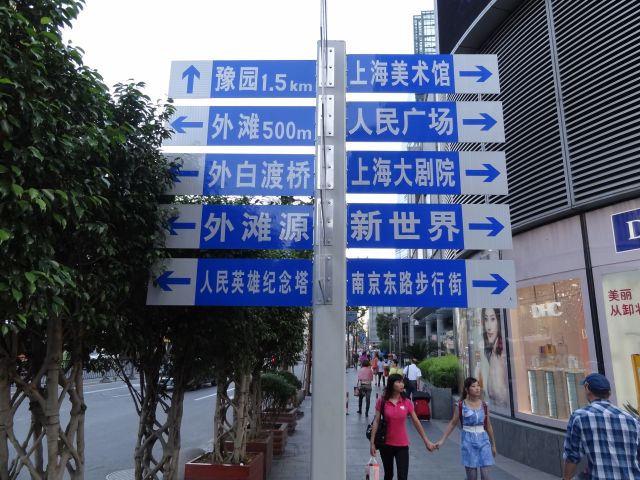 豫园1.5km
外滩500m
外白渡桥
外滩源
人民英雄纪念塔
上海美术馆
人民广场
上海大剧院
新世界
南京东路步行街
DHC
美丽
从卸妆